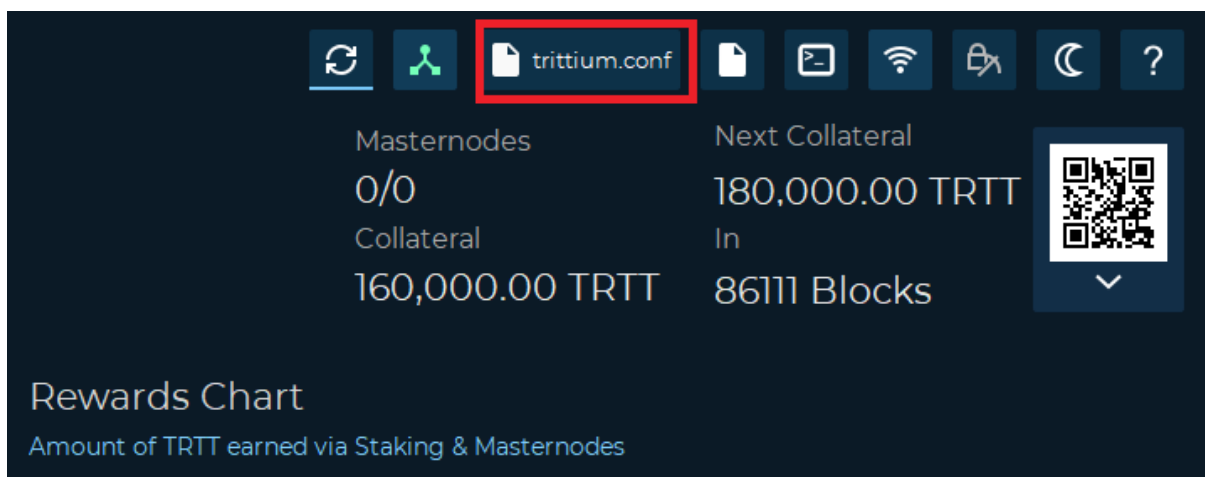 trittium.conf
?
Masternodes
Next Collateral
0/0
180,000.00 TRTT
Collateral
In
160,000.00 TRTT
86111 Blocks
Rewards Chart
Amount of TRTT earned via Staking & Masternodes